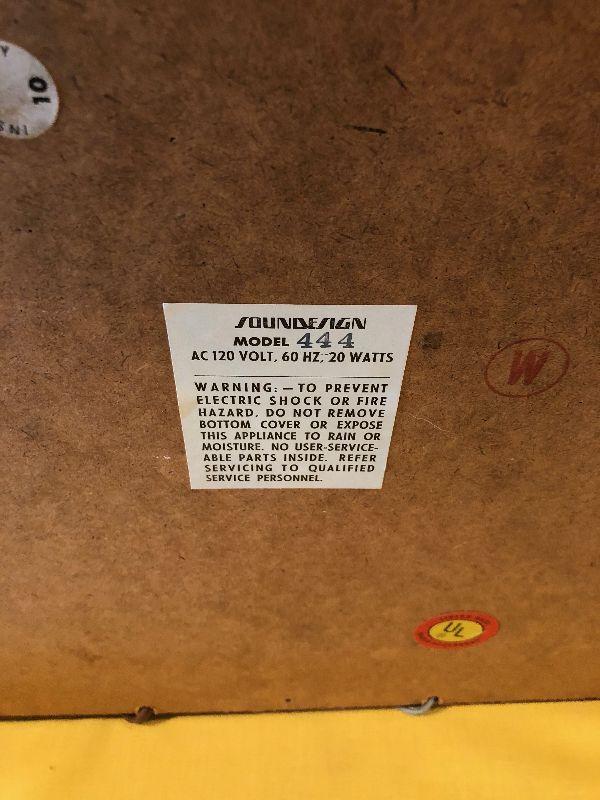 10
SOUNDESIGN
MODEL 444
AC 120 VOLT, 60 HZ, 20 WATTS
WARNING: — TO PREVENT
ELECTRIC SHOCK OR FIRE
HAZARD, DO NOT REMOVE
BOTTOM COVER OR EXPOSE
THIS APPLIANCE TO RAIN OR
MOISTURE. NO USER-SERVICE-
ABLE PARTS INSIDE. REFER
SERVICING TO QUALIFIED
SERVICE PERSONNEL.
W
UL